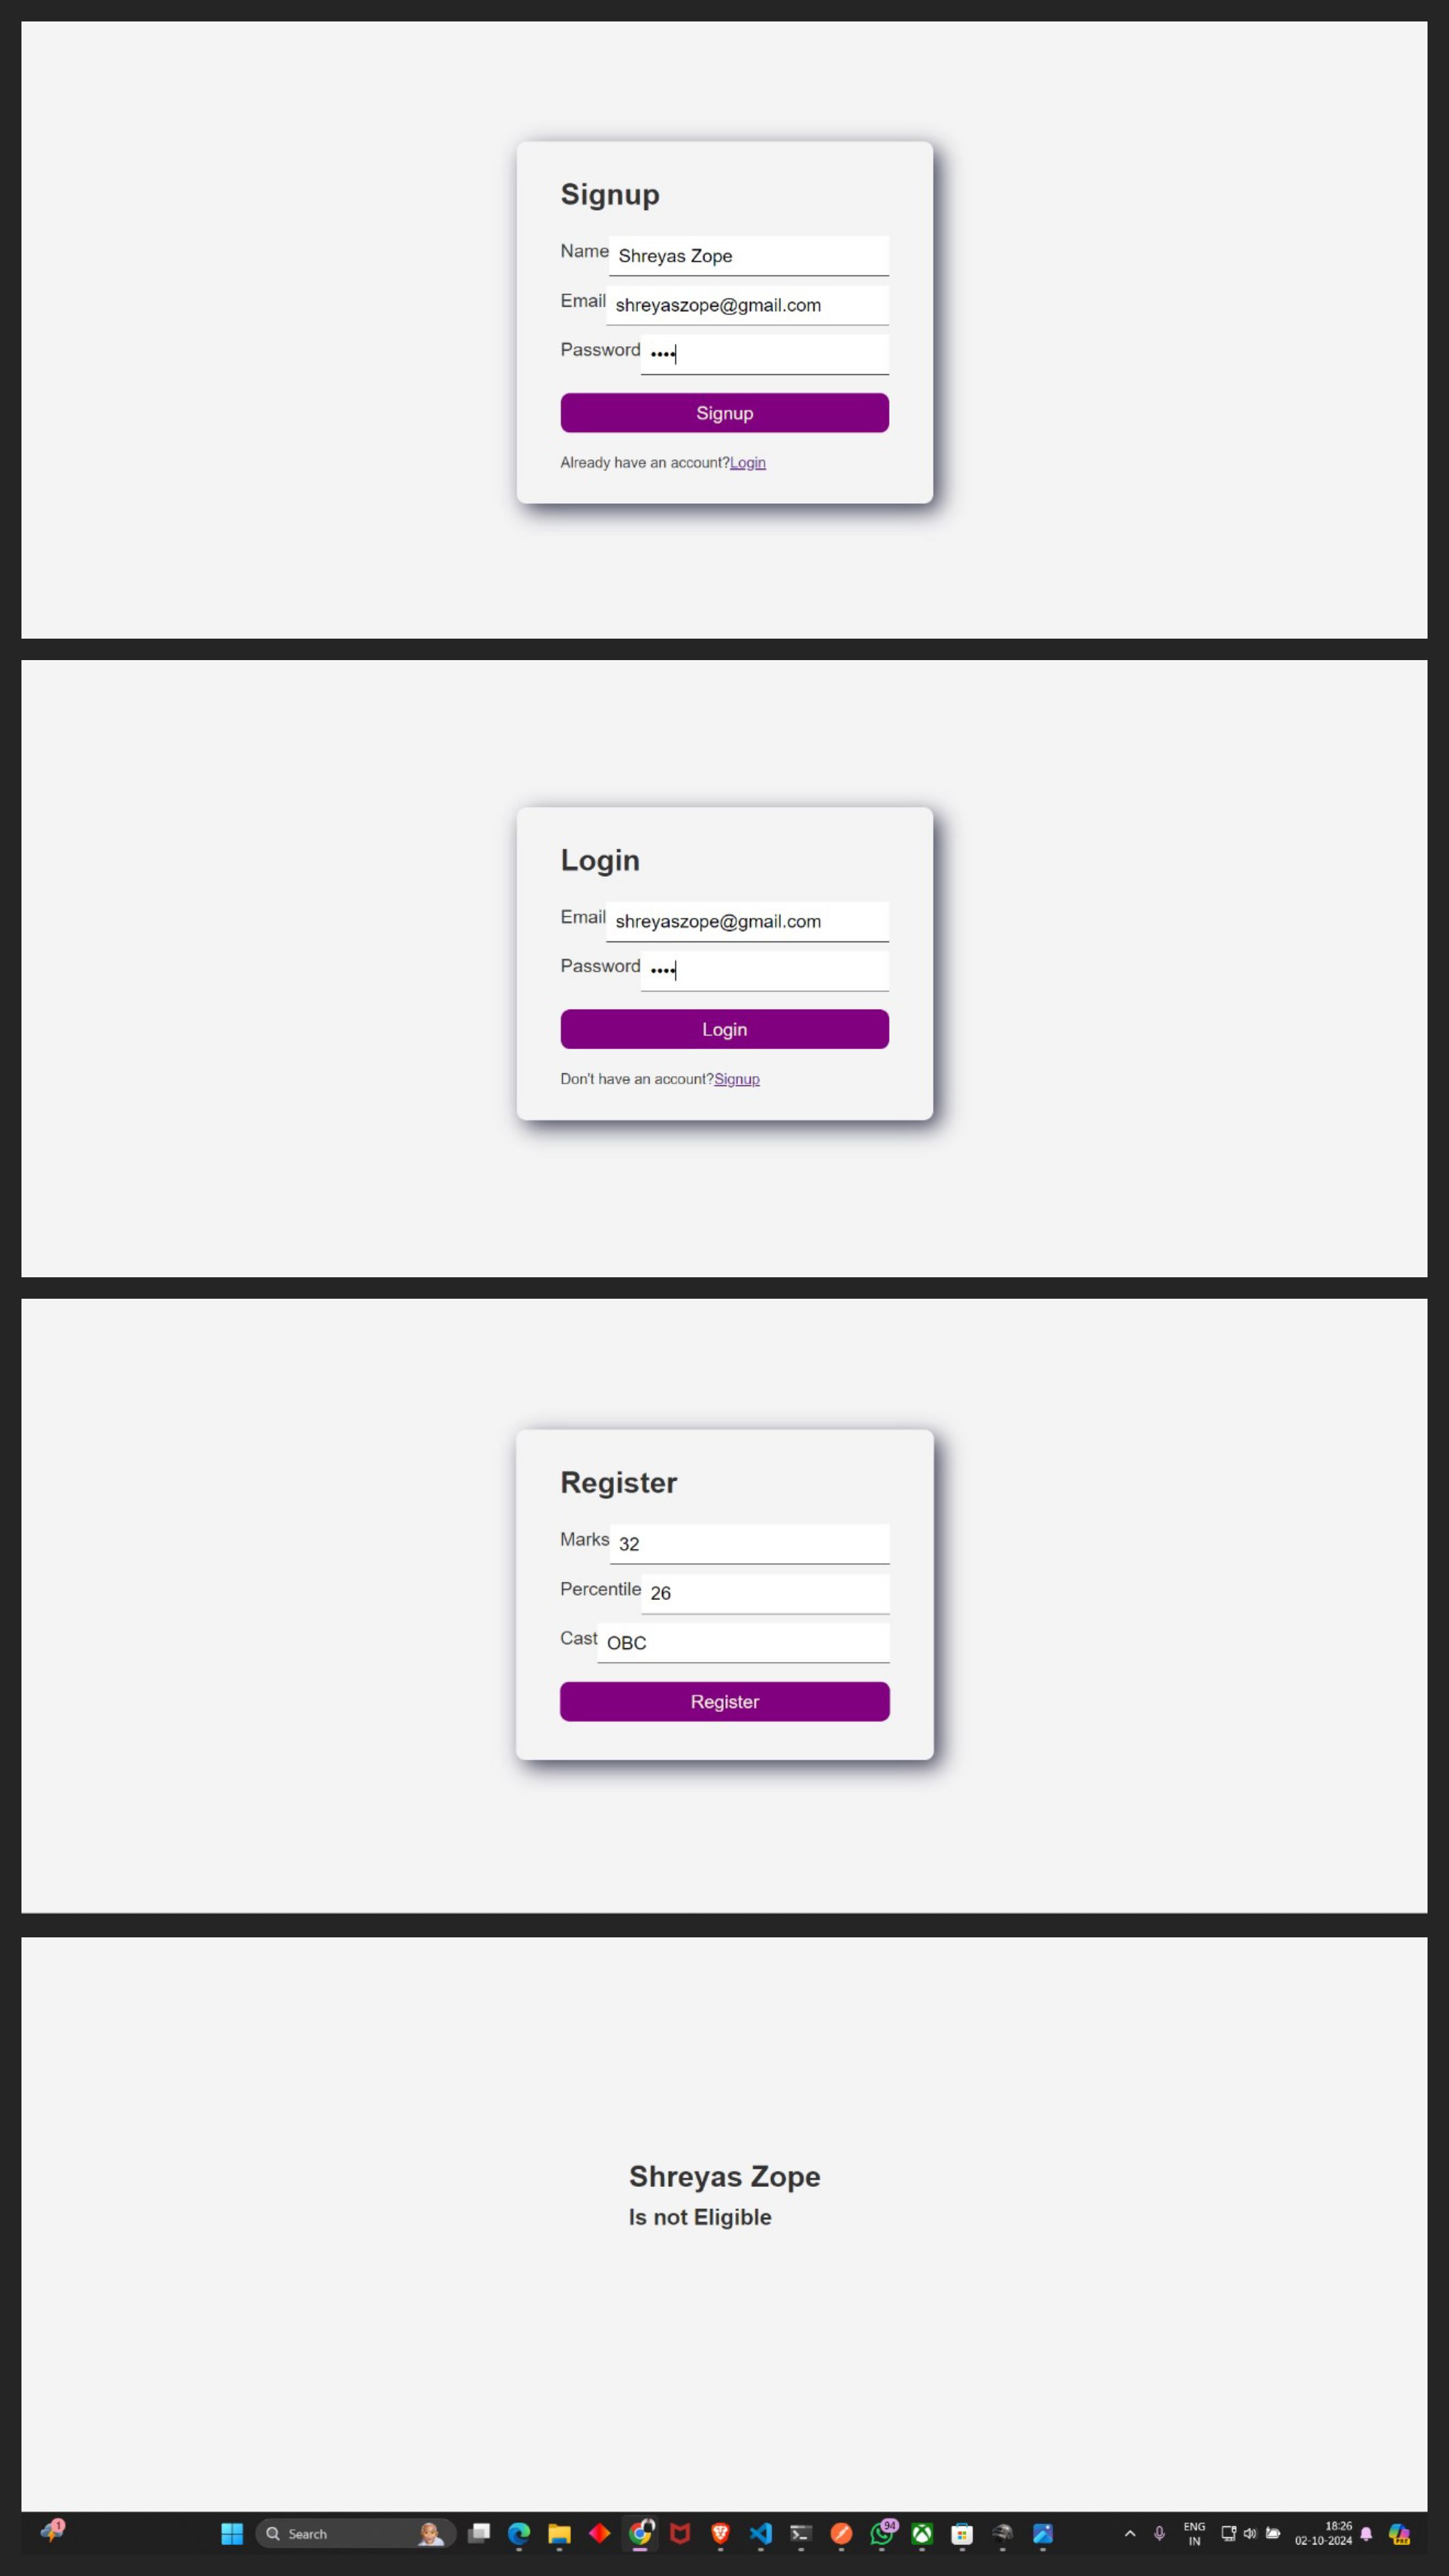 Signup
Name Shreyas Zope
Email shreyaszope@gmail.com
Password ••••
Signup
Already have an account?Login
Login
Email shreyaszope@gmail.com
Password ••••
Login
Don't have an account?Signup
Register
Marks 32
Percentile 26
Cast OBC
Register
Shreyas Zope
Is not Eligible
1
Search
94
ENG
IN
18:26
02-10-2024
PRE